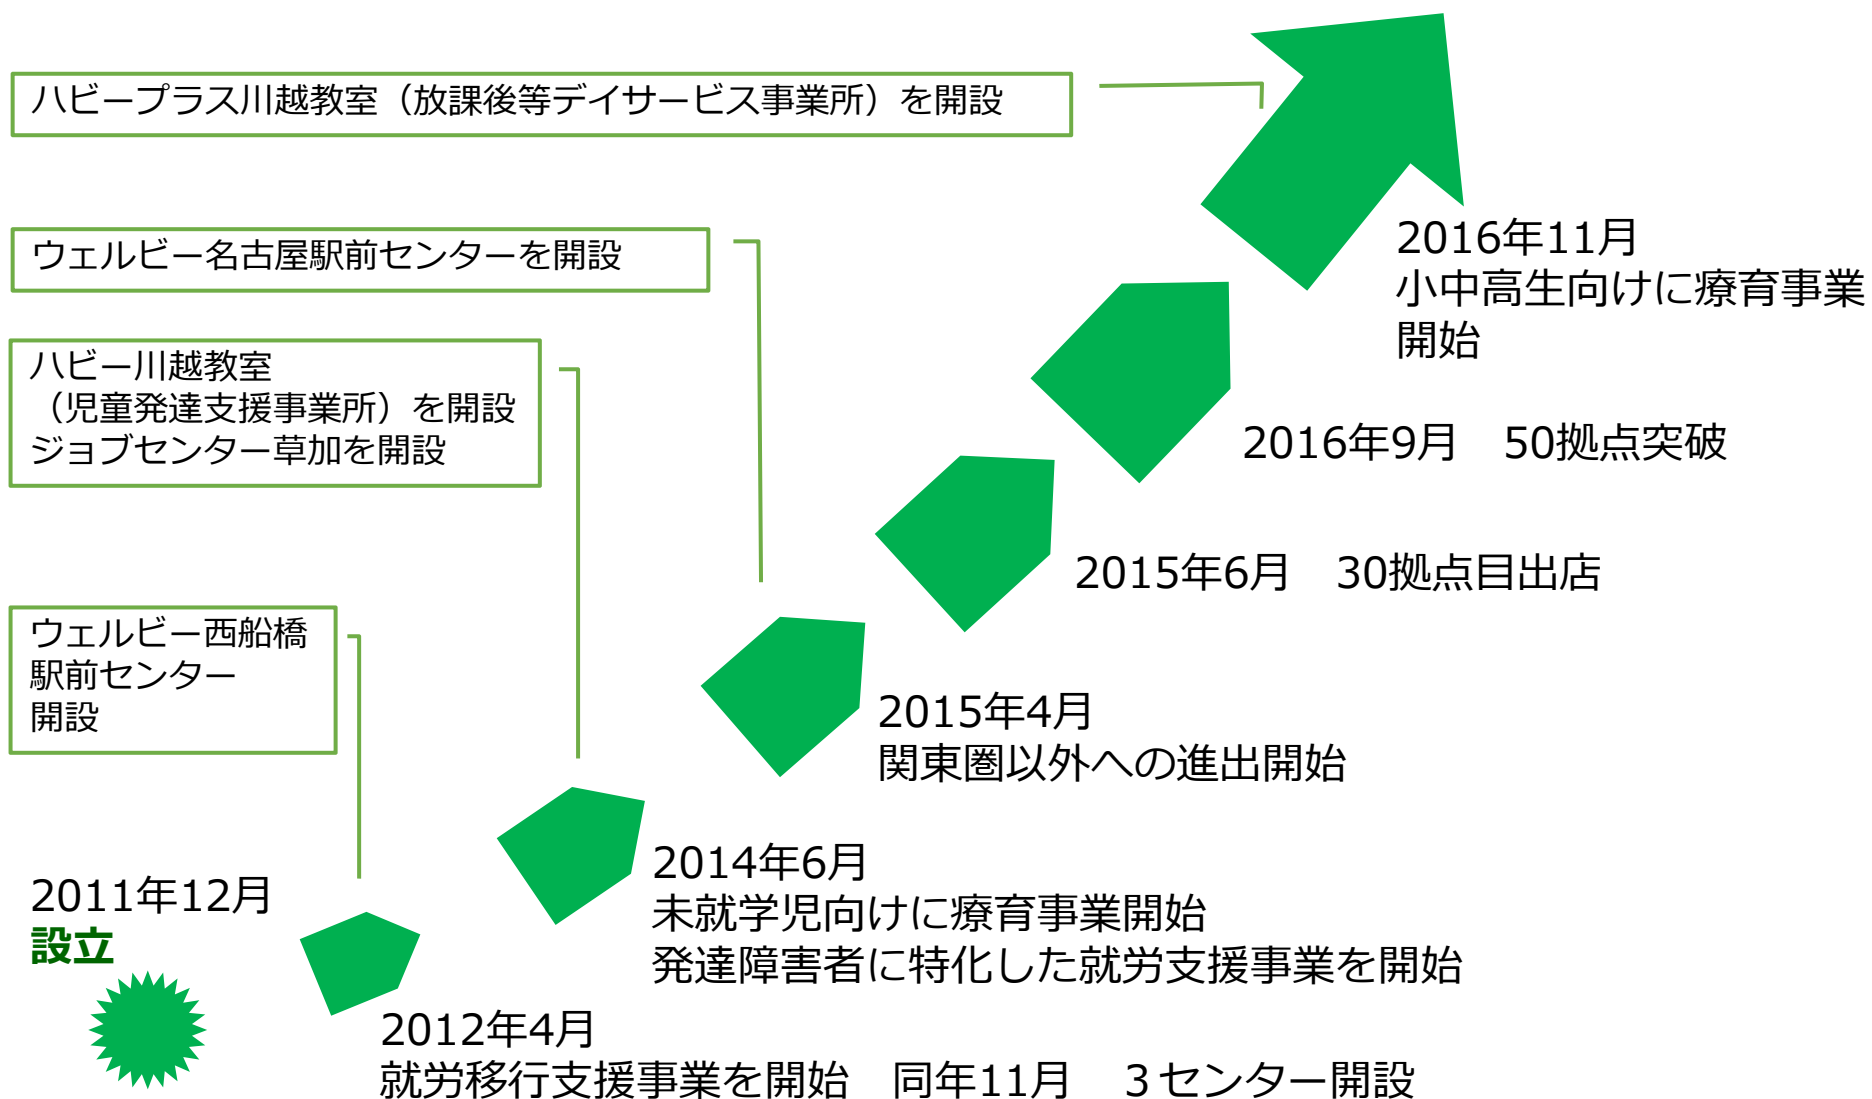 ハビープラス川越教室（放課後等デイサービス事業所）を開設
ウェルビー名古屋駅前センターを開設
ハビー川越教室
（児童発達支援事業所）を開設
ジョブセンター草加を開設
ウェルビー西船橋
駅前センター
開設
2011年12月
設立
2012年4月
就労移行支援事業を開始　同年11月　３センター開設
2014年6月
未就学児向けに療育事業開始
発達障害者に特化した就労支援事業を開始
2015年4月
関東圏以外への進出開始
2015年6月　30拠点目出店
2016年9月　50拠点突破
2016年11月
小中高生向けに療育事業
開始